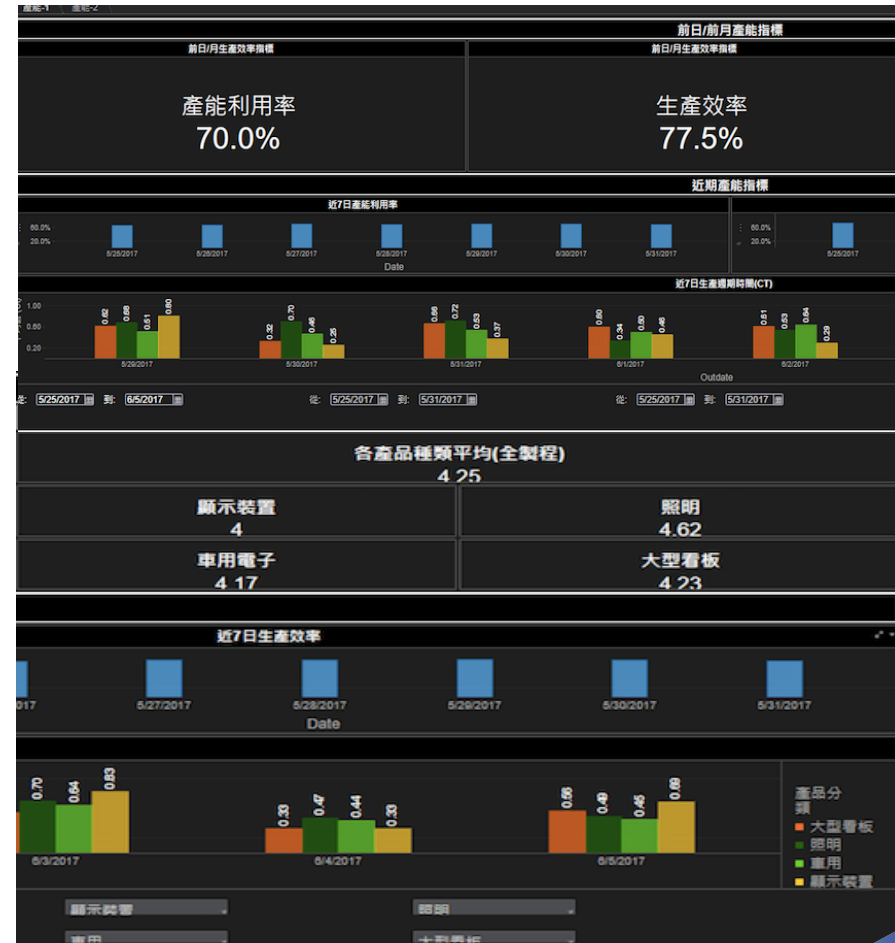 產能-1 產能-2
前日/前月產能指標
前日/月生產效率指標 前日/月生產效率指標
產能利用率 生產效率
70.0% 77.5%
近期產能指標
近7日產能利用率
60.0% 60.0%
20.0% 20.0%
5/25/2017 5/26/2017 5/27/2017 5/28/2017 5/29/2017 5/30/2017 5/31/2017 5/25/2017
Date
近7日生產週期時間(CT)
1.00
0.60
0.20
0.62 0.68 0.51 0.80 0.32 0.70 0.46 0.25 0.66 0.72 0.53 0.37 0.60 0.34 0.50 0.46 0.61 0.53 0.64 0.29
5/29/2017 5/30/2017 5/31/2017 6/1/2017 6/2/2017
Outdate
從: 5/25/2017 到: 6/5/2017 從: 5/25/2017 到: 5/31/2017 從: 5/25/2017 到: 5/31/2017
各產品種類平均(全製程)
4.25
顯示裝置 照明
4 4.62
車用電子 大型看板
4.17 4.23
近7日生產效率
017 5/27/2017 5/28/2017 5/29/2017 5/30/2017 5/31/2017
Date
0.70 0.64 0.83 0.33 0.47 0.44 0.33 0.56 0.49 0.45 0.69
6/3/2017 6/4/2017 6/5/2017
產品分
類
大型看板
照明
車用
顯示裝置
顯示裝置 照明
車用 大型看板